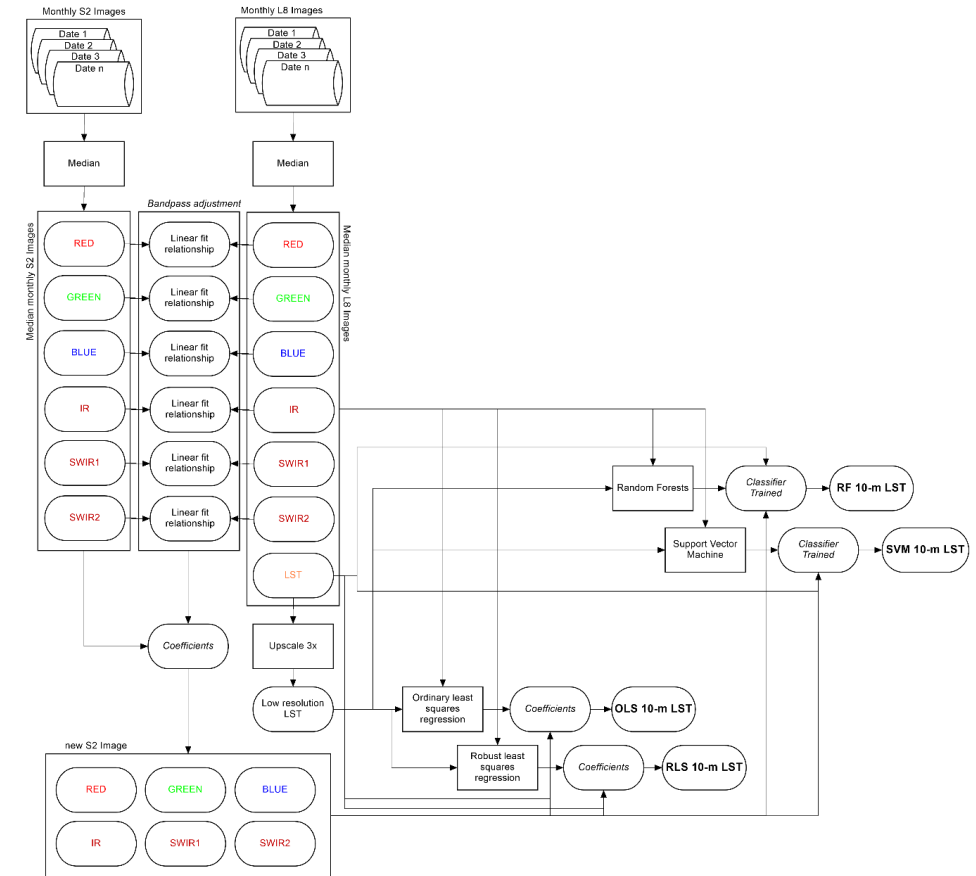 Monthly S2 Images
Date 1
Date 2
Date 3
Date n
Monthly L8 Images
Date 1
Date 2
Date 3
Date n
Median
Median
Median monthly S2 Images
Bandpass adjustment
Median monthly L8 Images
RED
Linear fit
relationship
RED
GREEN
Linear fit
relationship
GREEN
BLUE
Linear fit
relationship
BLUE
IR
Linear fit
relationship
IR
SWIR1
Linear fit
relationship
SWIR1
SWIR2
Linear fit
relationship
SWIR2
LST
Random Forests
Classifier
Trained
RF 10-m LST
Support Vector
Machine
Classifier
Trained
SVM 10-m LST
Coefficients
Upscale 3x
Low resolution
LST
Ordinary least
squares
regression
Coefficients
OLS 10-m LST
Robust least
squares
regression
Coefficients
RLS 10-m LST
new S2 Image
RED
GREEN
BLUE
IR
SWIR1
SWIR2